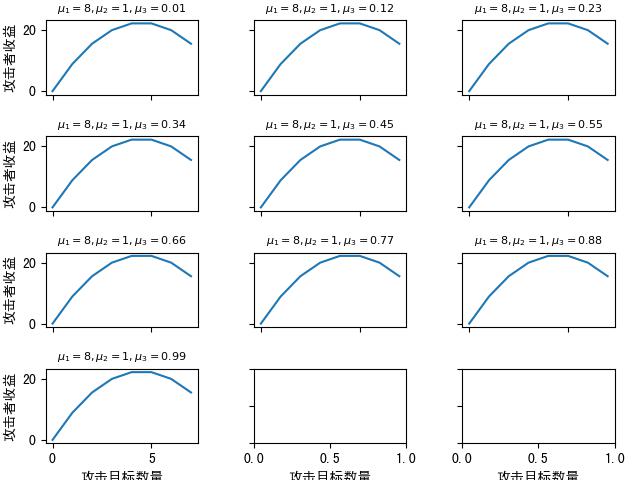 μ₁ = 8, μ₂ = 1, μ₃ = 0.01
μ₁ = 8, μ₂ = 1, μ₃ = 0.12
μ₁ = 8, μ₂ = 1, μ₃ = 0.23
20
0
攻击者收益
μ₁ = 8, μ₂ = 1, μ₃ = 0.34
μ₁ = 8, μ₂ = 1, μ₃ = 0.45
μ₁ = 8, μ₂ = 1, μ₃ = 0.55
20
0
攻击者收益
μ₁ = 8, μ₂ = 1, μ₃ = 0.66
μ₁ = 8, μ₂ = 1, μ₃ = 0.77
μ₁ = 8, μ₂ = 1, μ₃ = 0.88
20
0
攻击者收益
μ₁ = 8, μ₂ = 1, μ₃ = 0.99
20
0
攻击者收益
0 5
0.0 0.5 1.0
0.0 0.5 1.0
攻击目标数量
攻击目标数量
攻击目标数量